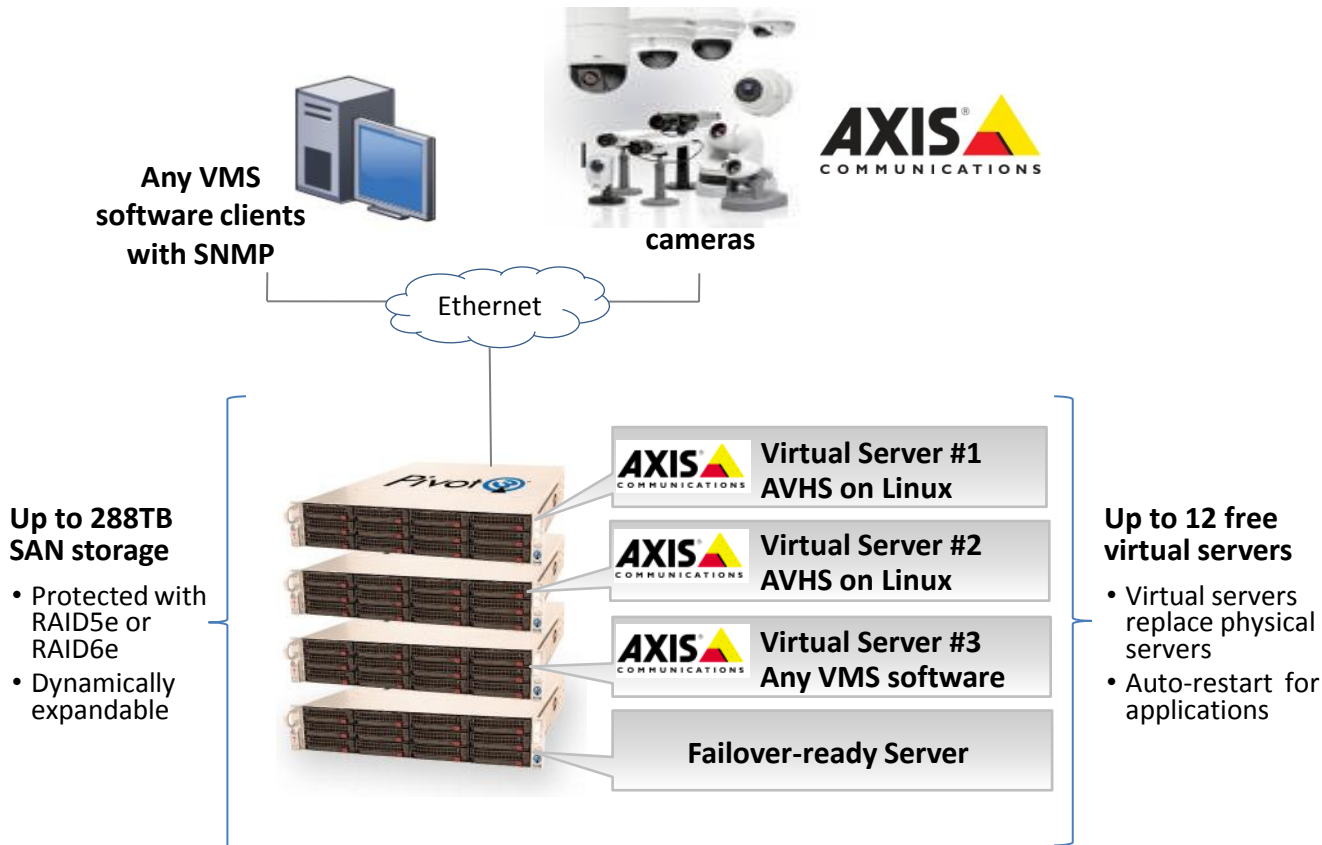 Any VMS
software clients
with SNMP
AXIS®
COMMUNICATIONS
cameras
Ethernet
Up to 288TB
SAN storage
• Protected with
RAID5e or
RAID6e
• Dynamically
expandable
Pivot3
AXIS
COMMUNICATIONS
Virtual Server #1
AVHS on Linux
AXIS
COMMUNICATIONS
Virtual Server #2
AVHS on Linux
AXIS
COMMUNICATIONS
Virtual Server #3
Any VMS software
Failover-ready Server
Up to 12 free
virtual servers
• Virtual servers
replace physical
servers
• Auto-restart for
applications